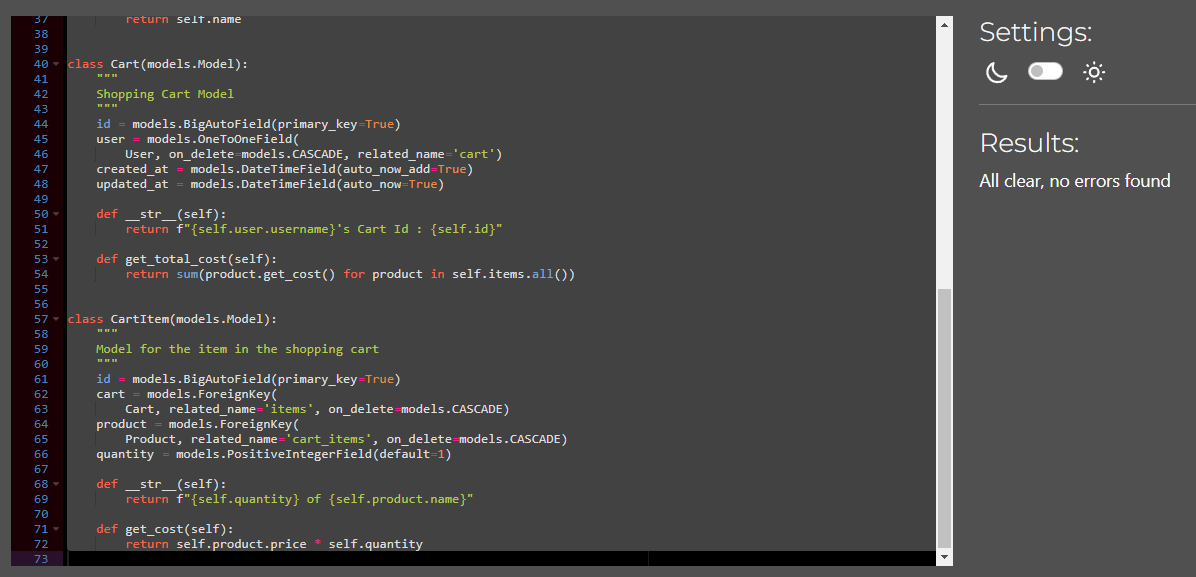 37         return self.name
38
39
40 class Cart(models.Model):
41     """
42     Shopping Cart Model
43     """
44     id = models.BigAutoField(primary_key=True)
45     user = models.OneToOneField(
46         User, on_delete=models.CASCADE, related_name='cart')
47     created_at = models.DateTimeField(auto_now_add=True)
48     updated_at = models.DateTimeField(auto_now=True)
49
50     def __str__(self):
51         return f"{self.user.username}'s Cart Id : {self.id}"
52
53     def get_total_cost(self):
54         return sum(product.get_cost() for product in self.items.all())
55
56
57 class CartItem(models.Model):
58     """
59     Model for the item in the shopping cart
60     """
61     id = models.BigAutoField(primary_key=True)
62     cart = models.ForeignKey(
63         Cart, related_name='items', on_delete=models.CASCADE)
64     product = models.ForeignKey(
65         Product, related_name='cart_items', on_delete=models.CASCADE)
66     quantity = models.PositiveIntegerField(default=1)
67
68     def __str__(self):
69         return f"{self.quantity} of {self.product.name}"
70
71     def get_cost(self):
72         return self.product.price * self.quantity
73
Settings:
Results:
All clear, no errors found